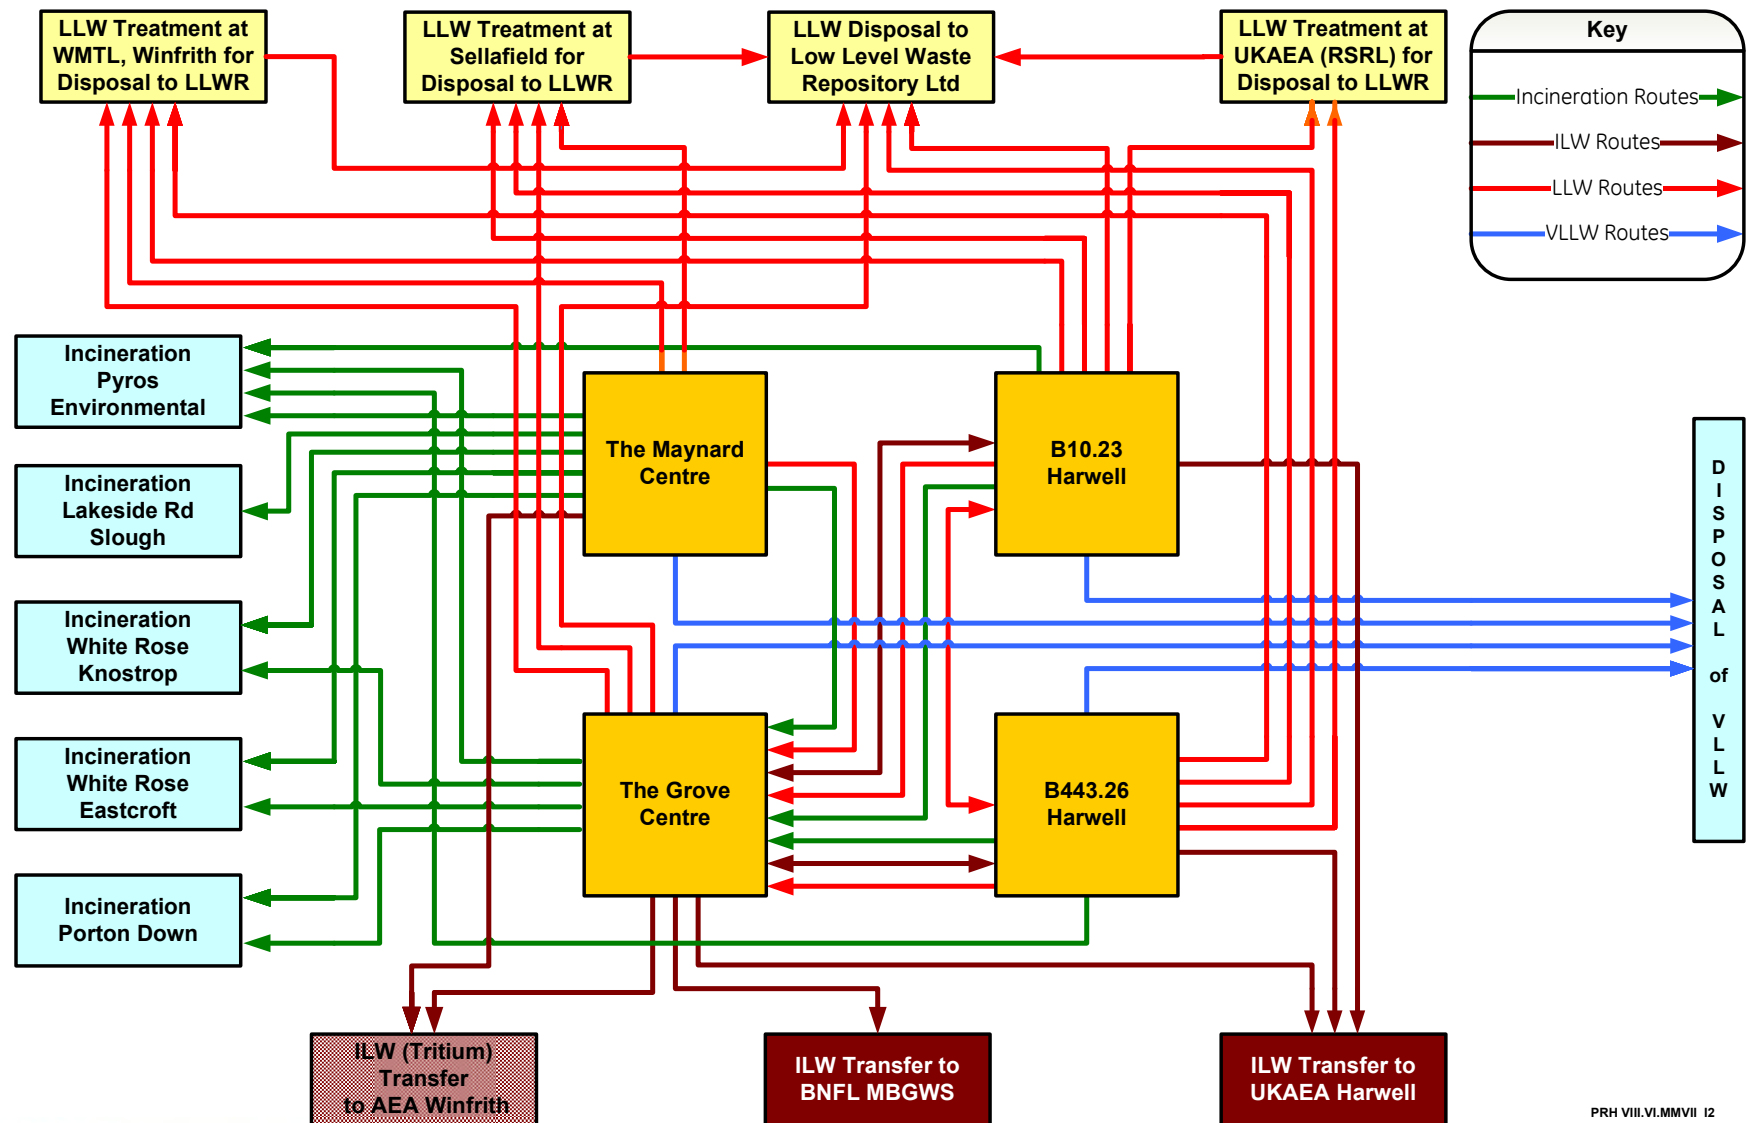 LLW Treatment at
WMTL, Winfrith for
Disposal to LLWR
LLW Treatment at
Sellafield for
Disposal to LLWR
LLW Disposal to
Low Level Waste
Repository Ltd
LLW Treatment at
UKAEA (RSRL) for
Disposal to LLWR
Key
Incineration Routes
ILW Routes
LLW Routes
VLLW Routes
Incineration
Pyros
Environmental
Incineration
Lakeside Rd
Slough
Incineration
White Rose
Knostrop
Incineration
White Rose
Eastcroft
Incineration
Porton Down
The Maynard
Centre
B10.23
Harwell
The Grove
Centre
B443.26
Harwell
D
I
S
P
O
S
A
L
of
V
L
L
W
ILW (Tritium)
Transfer
to AEA Winfrith
ILW Transfer to
BNFL MBGWS
ILW Transfer to
UKAEA Harwell
PRH VIII.VI.MMVII I2